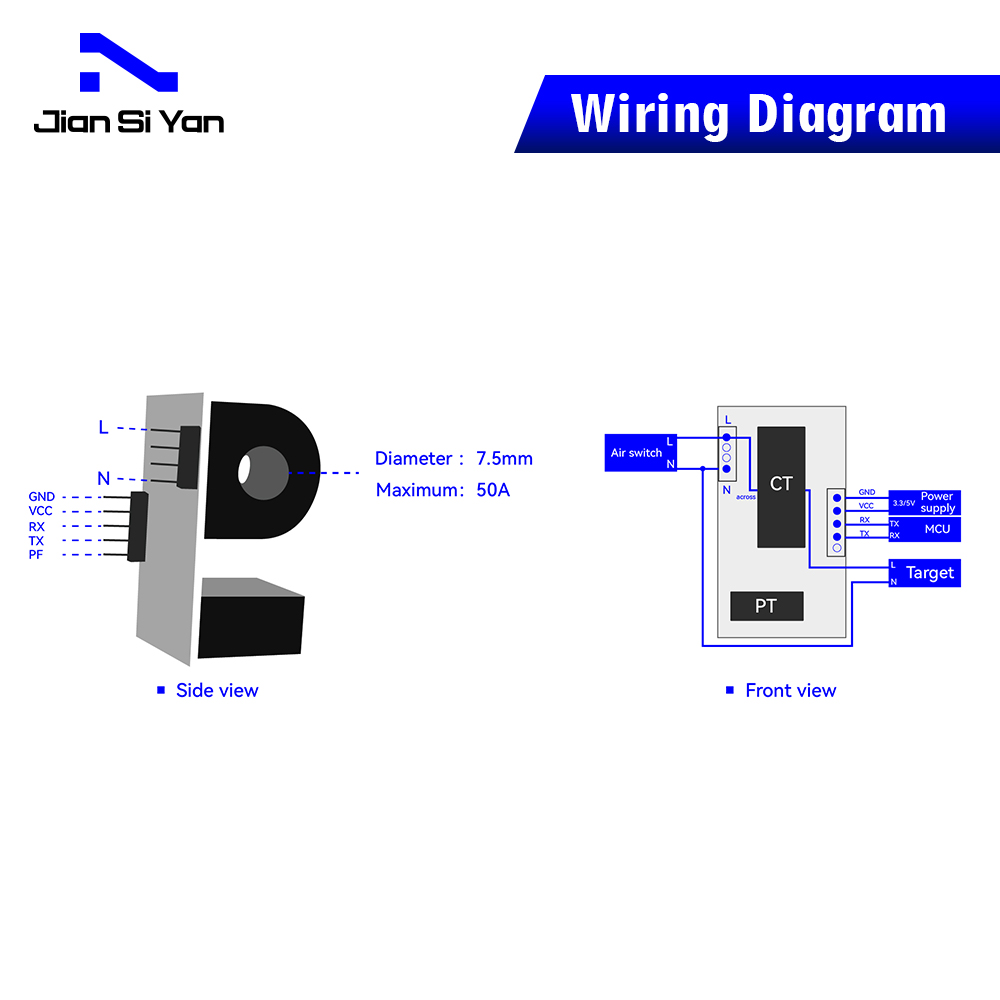 Jian Si Yan
Wiring Diagram
L
N
GND
VCC
RX
TX
PF
Diameter : 7.5mm
Maximum: 50A
Side view
Air switch
L
N
L
N
across
CT
PT
GND
VCC
RX
TX
3.3/5V
Power
supply
TX
RX
MCU
L
N
Target
Front view